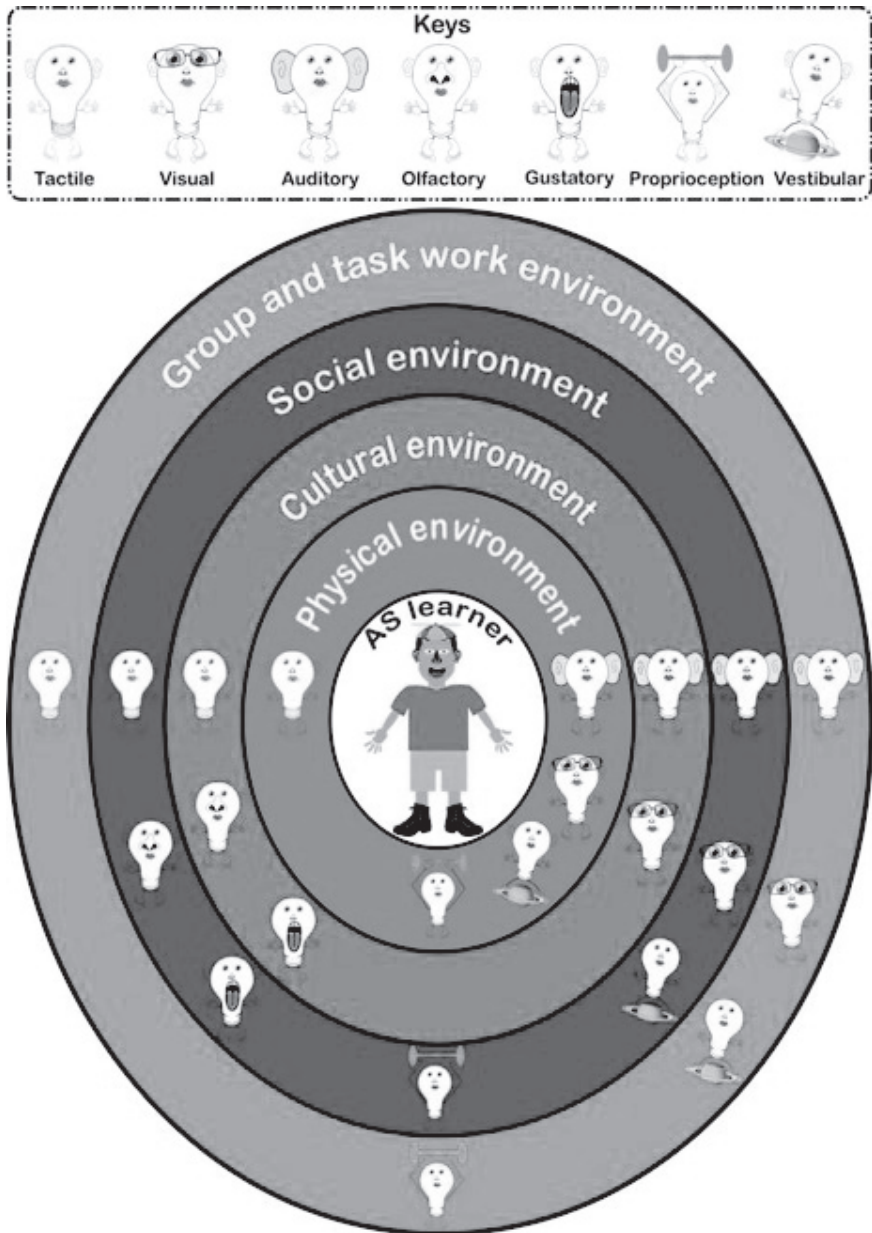 Keys
Tactile Visual Auditory Olfactory Gustatory Proprioception Vestibular
Group and task work environment
Social environment
Cultural environment
Physical environment
AS learner